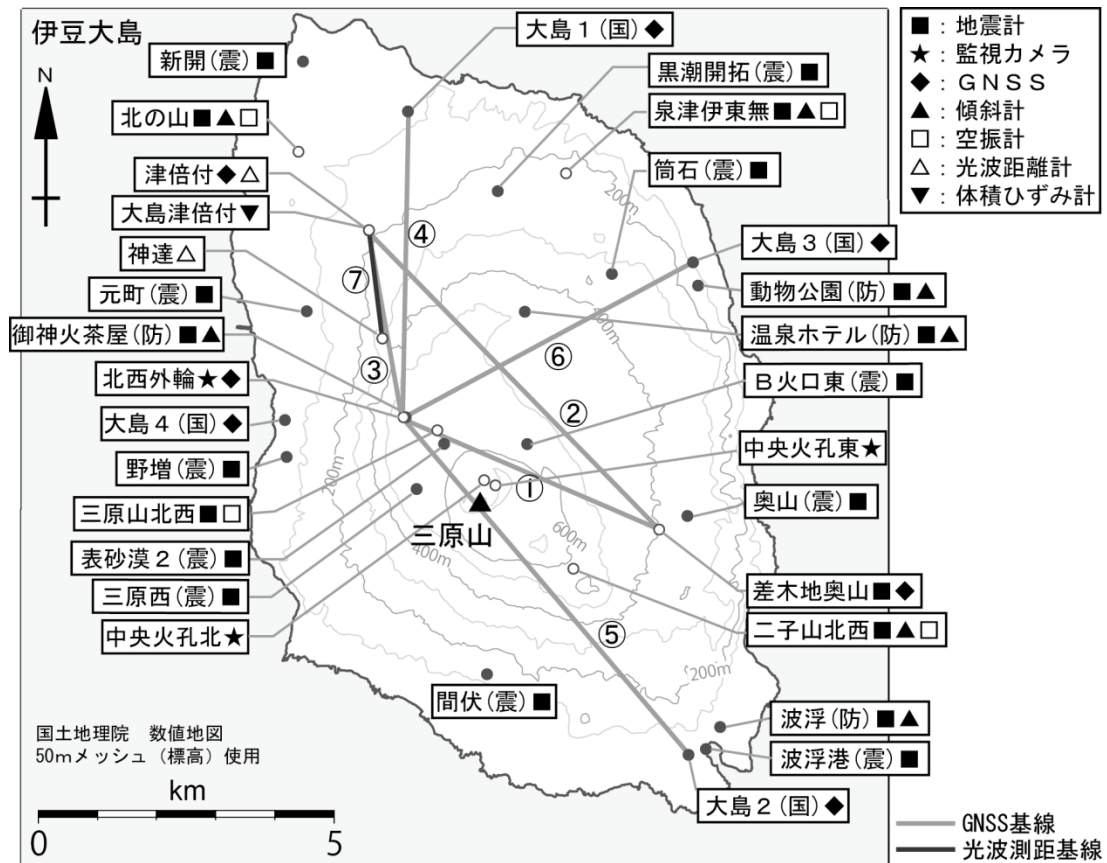 伊豆大島
N
大島１(国)◆
新開(震)■
黒潮開拓(震)■
北の山■▲□
泉津伊東無■▲□
津倍付◆△
筒石(震)■
大島津倍付▼
大島３(国)◆
神達△
動物公園(防)■▲
元町(震)■
温泉ホテル(防)■▲
御神火茶屋(防)■▲
北西外輪★◆
Ｂ火口東(震)■
大島４(国)◆
中央火孔東★
野増(震)■
三原山北西■□
奥山(震)■
表砂漠２(震)■
三原西(震)■
差木地奥山■◆
中央火孔北★
二子山北西■▲□
間伏(震)■
波浮(防)■▲
波浮港(震)■
大島２(国)◆
三原山
①
②
③
④
⑤
⑥
⑦
200m
400m
200m
400m
600m
200m
■：地震計
★：監視カメラ
◆：ＧＮＳＳ
▲：傾斜計
□：空振計
△：光波距離計
▼：体積ひずみ計
国土地理院　数値地図
50mメッシュ（標高）使用
km
0
5
GNSS基線
光波測距基線